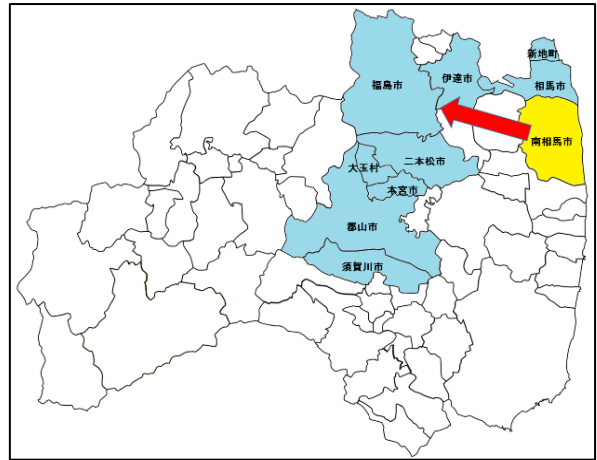 新地町
福島市
伊達市
相馬市
南相馬市
大玉村
二本松市
本宮市
郡山市
須賀川市